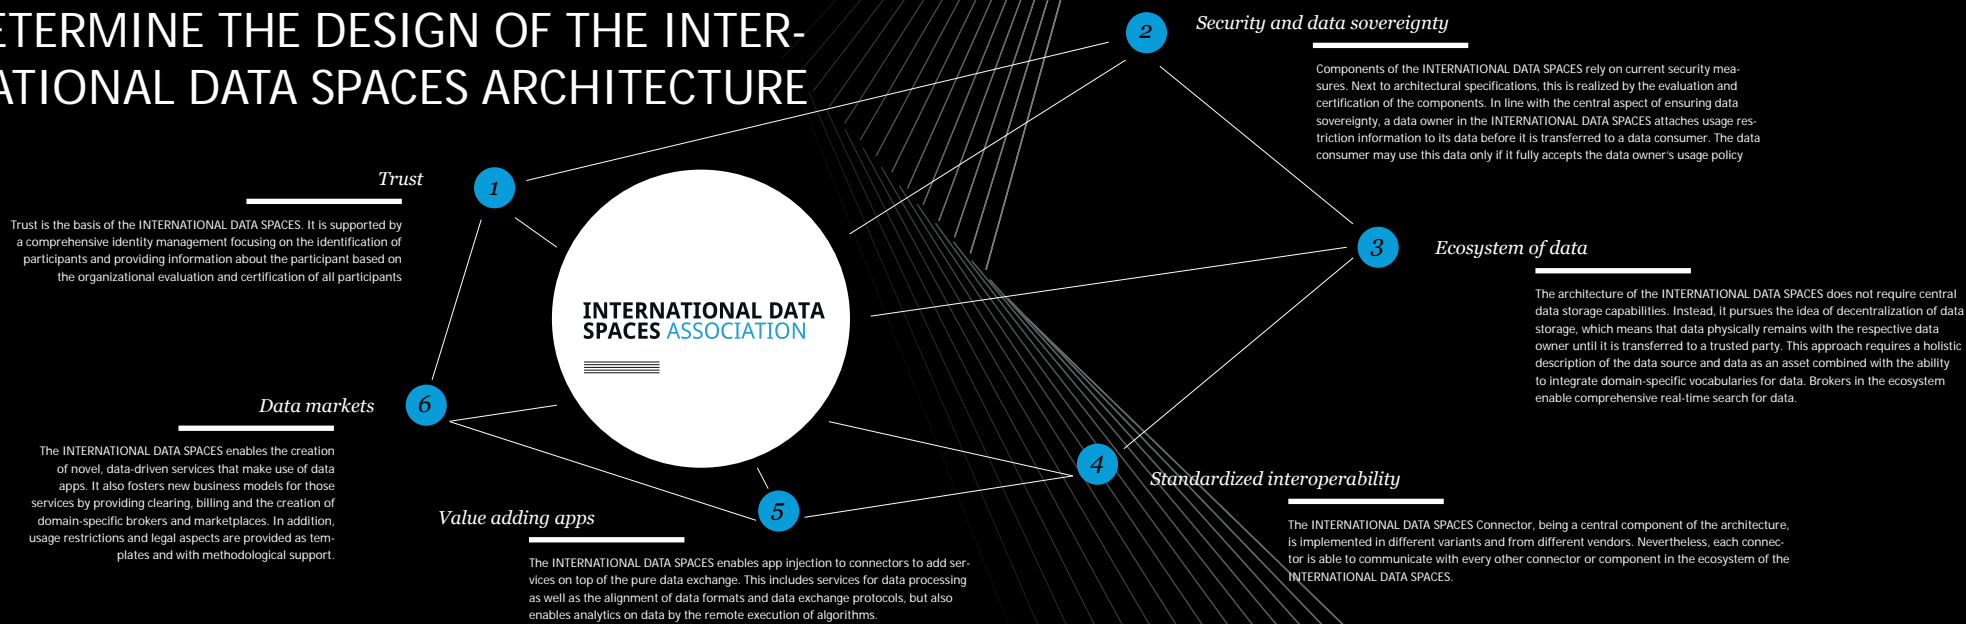 ETERMINE THE DESIGN OF THE INTER-
ATIONAL DATA SPACES ARCHITECTURE
1
Trust
Trust is the basis of the INTERNATIONAL DATA SPACES. It is supported by
a comprehensive identity management focusing on the identification of
participants and providing information about the participant based on
the organizational evaluation and certification of all participants
2
Security and data sovereignty
Components of the INTERNATIONAL DATA SPACES rely on current security mea-
sures. Next to architectural specifications, this is realized by the evaluation and
certification of the components. In line with the central aspect of ensuring data
sovereignty, a data owner in the INTERNATIONAL DATA SPACES attaches usage res-
triction information to its data before it is transferred to a data consumer. The data
consumer may use this data only if it fully accepts the data owner's usage policy
3
Ecosystem of data
The architecture of the INTERNATIONAL DATA SPACES does not require central
data storage capabilities. Instead, it pursues the idea of decentralization of data
storage, which means that data physically remains with the respective data
owner until it is transferred to a trusted party. This approach requires a holistic
description of the data source and data as an asset combined with the ability
to integrate domain-specific vocabularies for data. Brokers in the ecosystem
enable comprehensive real-time search for data.
INTERNATIONAL DATA
SPACES ASSOCIATION
4
Standardized interoperability
The INTERNATIONAL DATA SPACES Connector, being a central component of the architecture,
is implemented in different variants and from different vendors. Nevertheless, each connec-
tor is able to communicate with every other connector or component in the ecosystem of the
INTERNATIONAL DATA SPACES.
5
Value adding apps
The INTERNATIONAL DATA SPACES enables app injection to connectors to add ser-
vices on top of the pure data exchange. This includes services for data processing
as well as the alignment of data formats and data exchange protocols, but also
enables analytics on data by the remote execution of algorithms.
6
Data markets
The INTERNATIONAL DATA SPACES enables the creation
of novel, data-driven services that make use of data
apps. It also fosters new business models for those
services by providing clearing, billing and the creation of
domain-specific brokers and marketplaces. In addition,
usage restrictions and legal aspects are provided as tem-
plates and with methodological support.